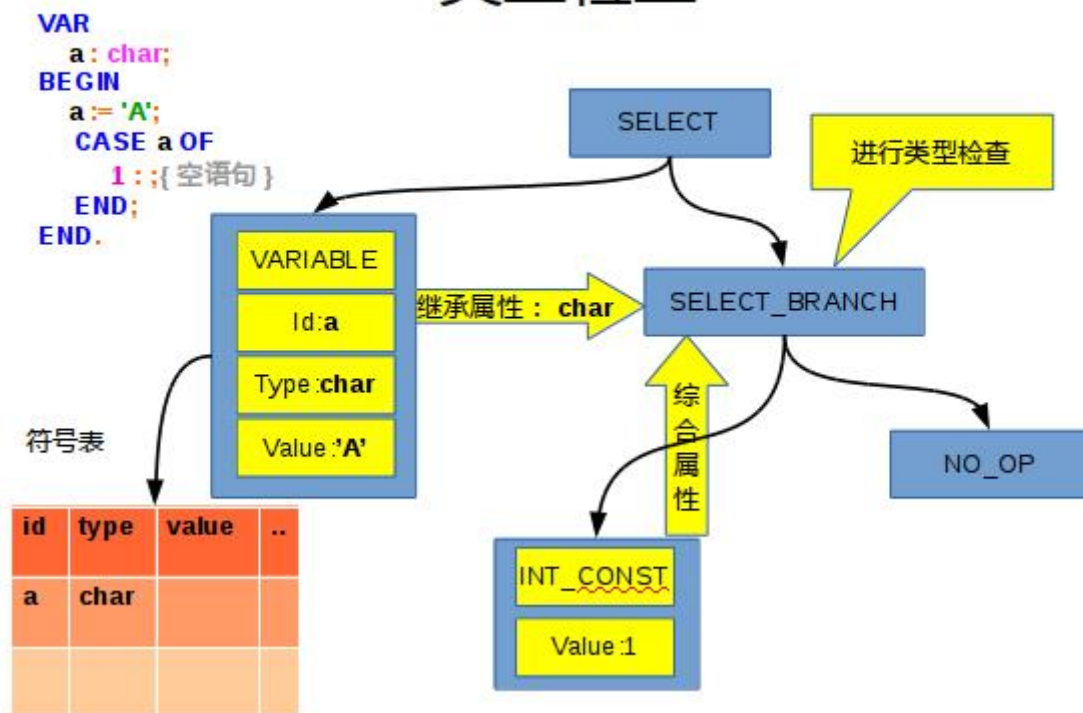 VAR
a : char;
BEGIN
a := 'A';
CASE a OF
1 : ;{ 空语句 }
END;
END.
SELECT
进行类型检查
VARIABLE
Id:a
Type:char
Value:'A'
继承属性： char
SELECT_BRANCH
综合属性
NO_OP
INT_CONST
Value:1
符号表
id type value ..
a char